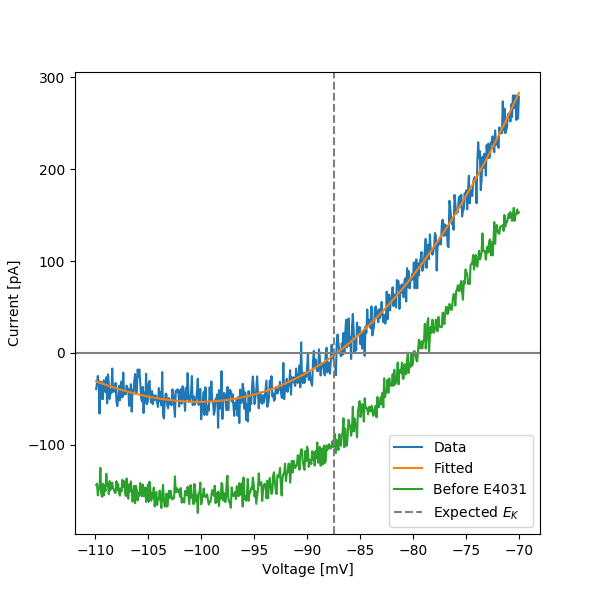 300
200
100
0
−100
Current [pA]
Data
Fitted
Before E4031
Expected E_K
−110 −105 −100 −95 −90 −85 −80 −75 −70
Voltage [mV]